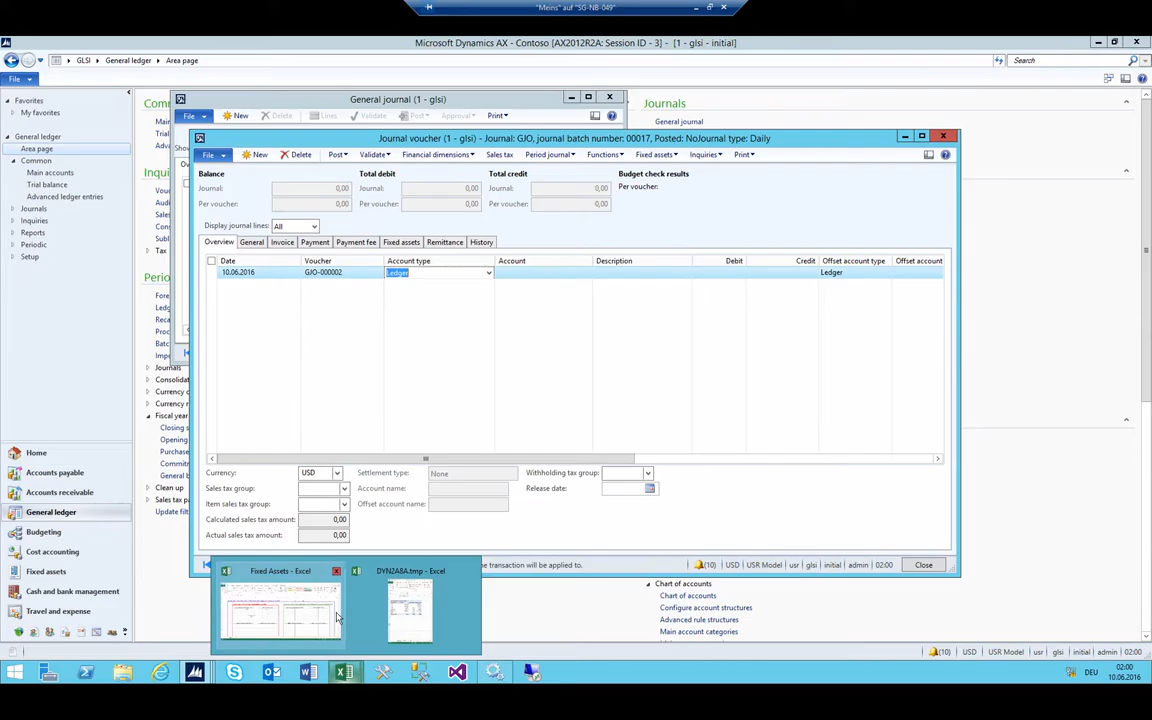 "Meins" auf "SG-NB-049"
Microsoft Dynamics AX - Contoso [AX2012R2A: Session ID - 3] - [1 - glsi - initial]
GLSI General ledger Area page
Search
File
Favorites
My favorites
General ledger
Area page
Common
Main accounts
Trial balance
Advanced ledger entries
Journals
Inquiries
Reports
Periodic
Setup
Home
Accounts payable
Accounts receivable
General ledger
Budgeting
Cost accounting
Fixed assets
Cash and bank management
Travel and expense
Journals
General journal
General journal (1 - glsi)
File New Delete Lines Validate Post Approval Print
Journal voucher (1 - glsi) - Journal: GJO, journal batch number: 00017, Posted: NoJournal type: Daily
File New Delete Post Validate Financial dimensions Sales tax Period journal Functions Fixed assets Inquiries Print
Balance Total debit Total credit Budget check results
Journal: 0,00 Journal: 0,00 Journal: 0,00 Per voucher:
Per voucher: 0,00 Per voucher: 0,00 Per voucher: 0,00
Display journal lines: All
Overview General Invoice Payment Payment fee Fixed assets Remittance History
Date Voucher Account type Account Description Debit Credit Offset account type Offset account
10.06.2016 GJO-000002 Ledger Ledger
Currency: USD Settlement type: None Withholding tax group:
Sales tax group: Account name: Release date:
Item sales tax group: Offset account name:
Calculated sales tax amount: 0,00
Actual sales tax amount: 0,00
the transaction will be applied to. (10) USD USR Model usr glsi initial admin 02:00 Close
Fixed Assets - Excel DYN2A8A.tmp - Excel
Tax
Journals
Fiscal year
Clean up
Chart of accounts
Chart of accounts
Configure account structures
Advanced rule structures
Main account categories
(10) USD USR Model usr glsi initial admin 02:00
DEU
02:00
10.06.2016